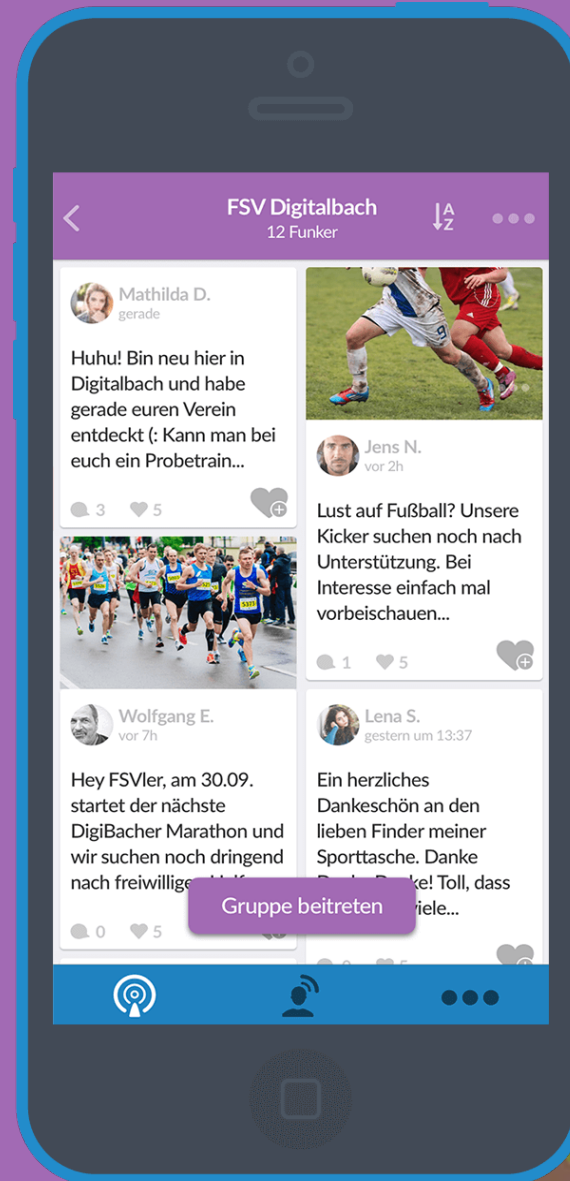 FSV Digitalbach
12 Funker
A
Z
Mathilda D.
gerade
Huhu! Bin neu hier in
Digitalbach und habe
gerade euren Verein
entdeckt (: Kann man bei
euch ein Probetrain...
3 5
Wolfgang E.
vor 7h
Hey FSVler, am 30.09.
startet der nächste
DigiBacher Marathon und
wir suchen noch dringend
nach
0 5
9
Jens N.
vor 2h
Lust auf Fußball? Unsere
Kicker suchen noch nach
Unterstützung. Bei
Interesse einfach mal
vorbeischauen...
1 5
Lena S.
gestern um 13:37
Ein herzliches
Dankeschön an den
lieben Finder meiner
Sporttasche. Danke
Toll, dass
viele...
Gruppe beitreten